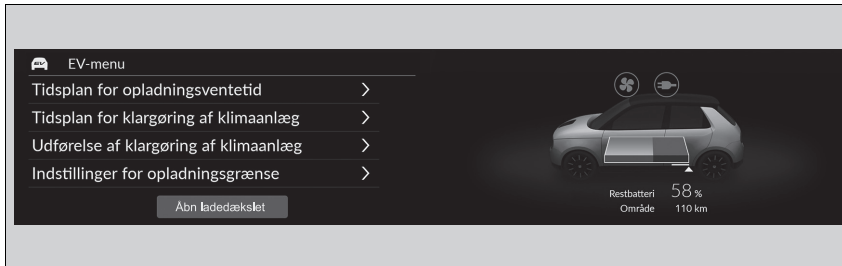 EV EV-menu
Tidsplan for opladningsventetid
Tidsplan for klargøring af klimaanlæg
Udførelse af klargøring af klimaanlæg
Indstillinger for opladningsgrænse
Åbn ladedækslet
Restbatteri 58 %
Område 110 km